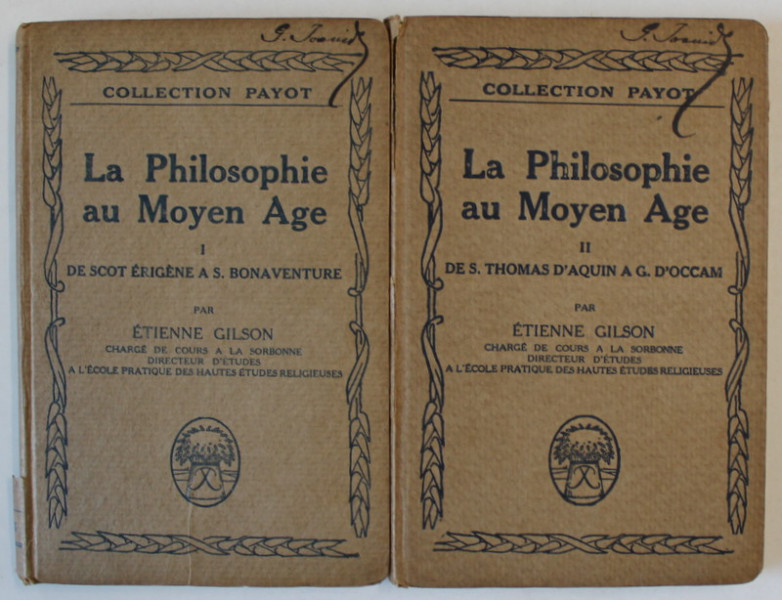 COLLECTION PAYOT
La Philosophie
au Moyen Age
I
DE SCOT ÉRIGÈNE A S. BONAVENTURE
PAR
ÉTIENNE GILSON
CHARGÉ DE COURS A LA SORBONNE
DIRECTEUR D'ÉTUDES
A L'ÉCOLE PRATIQUE DES HAUTES ÉTUDES RELIGIEUSES
COLLECTION PAYOT
La Philosophie
au Moyen Age
II
DE S. THOMAS D'AQUIN A G. D'OCCAM
PAR
ÉTIENNE GILSON
CHARGÉ DE COURS A LA SORBONNE
DIRECTEUR D'ÉTUDES
A L'ÉCOLE PRATIQUE DES HAUTES ÉTUDES RELIGIEUSES